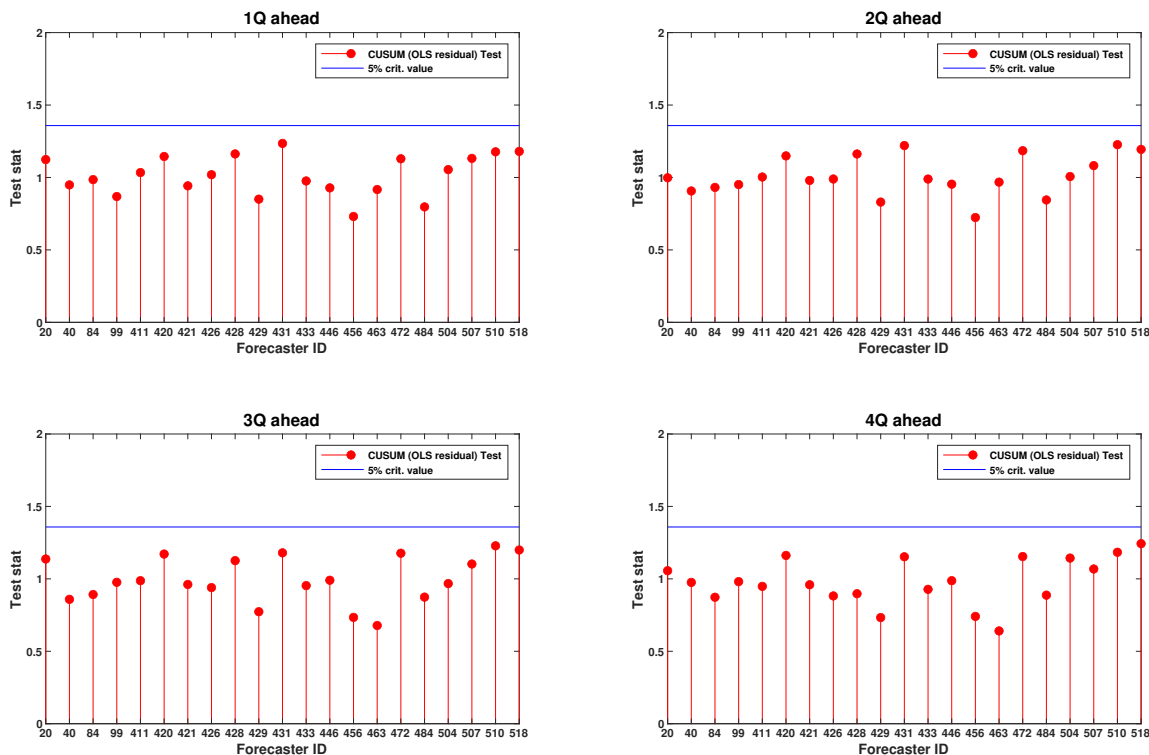 1Q ahead
2
1.5
1
0.5
0
Test stat
CUSUM (OLS residual) Test
5% crit. value
20 40 84 99 411 420 421 426 428 429 431 433 446 456 463 472 484 504 507 510 518
Forecaster ID
2Q ahead
2
1.5
1
0.5
0
Test stat
CUSUM (OLS residual) Test
5% crit. value
20 40 84 99 411 420 421 426 428 429 431 433 446 456 463 472 484 504 507 510 518
Forecaster ID
3Q ahead
2
1.5
1
0.5
0
Test stat
CUSUM (OLS residual) Test
5% crit. value
20 40 84 99 411 420 421 426 428 429 431 433 446 456 463 472 484 504 507 510 518
Forecaster ID
4Q ahead
2
1.5
1
0.5
0
Test stat
CUSUM (OLS residual) Test
5% crit. value
20 40 84 99 411 420 421 426 428 429 431 433 446 456 463 472 484 504 507 510 518
Forecaster ID